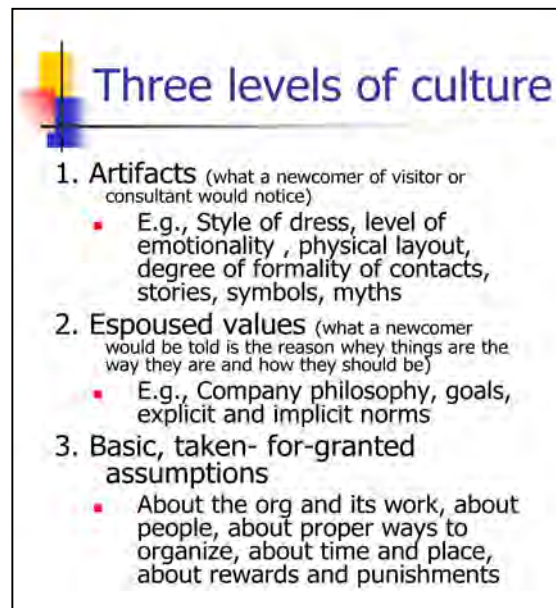 Three levels of culture
1. Artifacts (what a newcomer of visitor or
consultant would notice)
E.g., Style of dress, level of
emotionality , physical layout,
degree of formality of contacts,
stories, symbols, myths
2. Espoused values (what a newcomer
would be told is the reason whey things are the
way they are and how they should be)
E.g., Company philosophy, goals,
explicit and implicit norms
3. Basic, taken- for-granted
assumptions
About the org and its work, about
people, about proper ways to
organize, about time and place,
about rewards and punishments